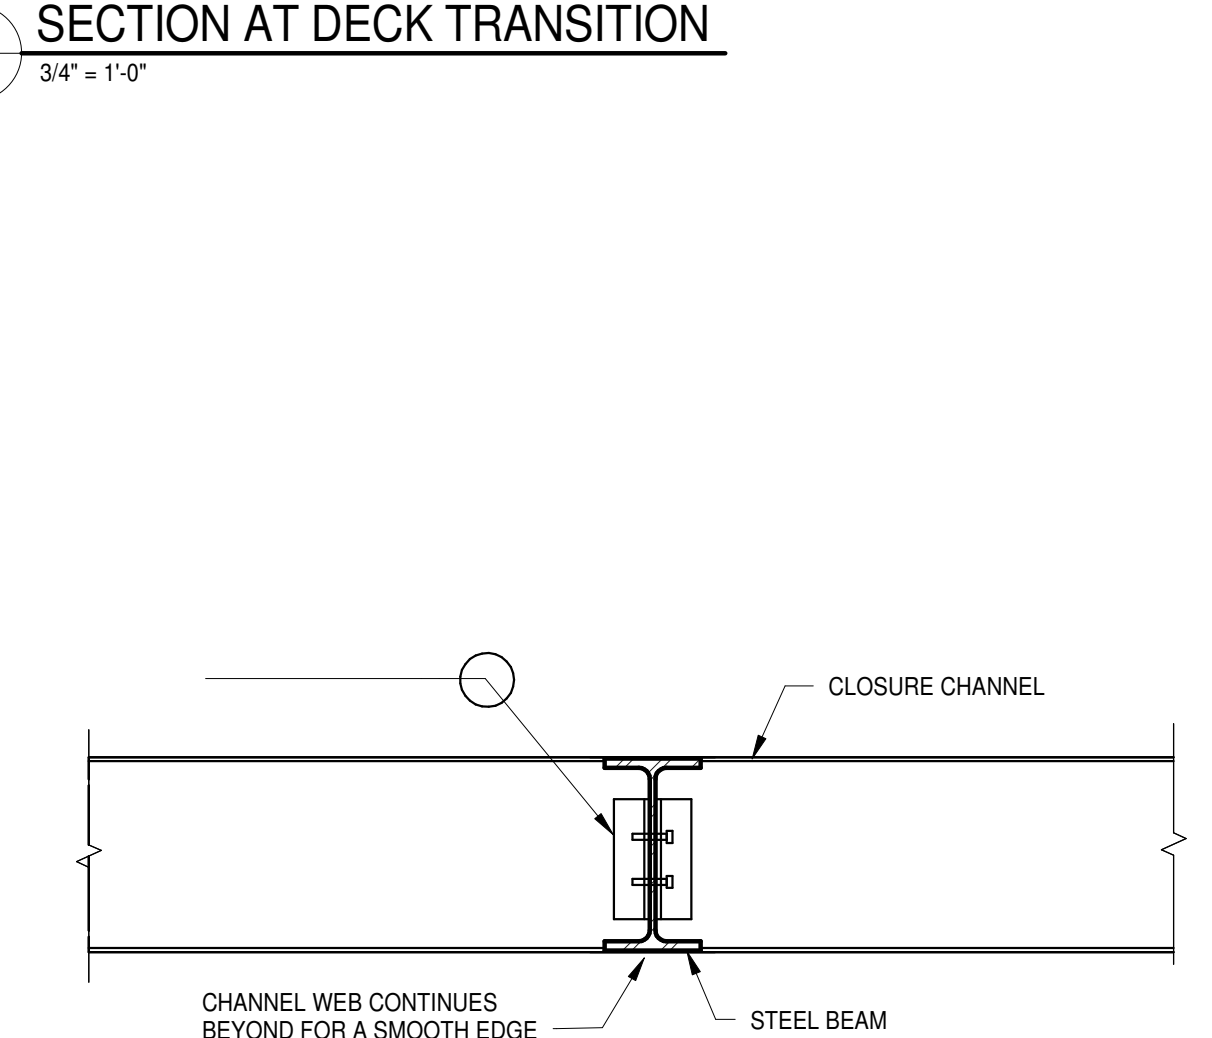 SECTION AT DECK TRANSITION
3/4" = 1'-0"
CLOSURE CHANNEL
CHANNEL WEB CONTINUES
BEYOND FOR A SMOOTH EDGE
STEEL BEAM